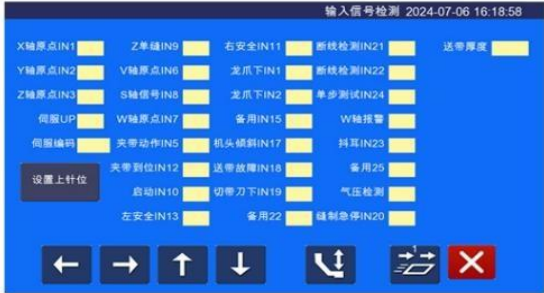 输入信号检测 2024-07-06 16:18:58
X轴原点IN1 Z单缝IN9 右安全IN11 断线检测IN21 送带厚度
Y轴原点IN2 V轴原点IN6 龙爪下IN1 断线检测IN22
Z轴原点IN3 S轴信号IN8 龙爪下IN2 单步测试IN24
伺服UP W轴原点IN7 备用IN15 W轴报警
伺服编码 夹带动作IN5 机头倾斜IN17 抖耳IN23
设置上针位 夹带到位IN12 送带故障IN18 备用25
启动IN10 切带刀下IN19 气压检测
左安全IN13 备用22 缝制急停IN20
1